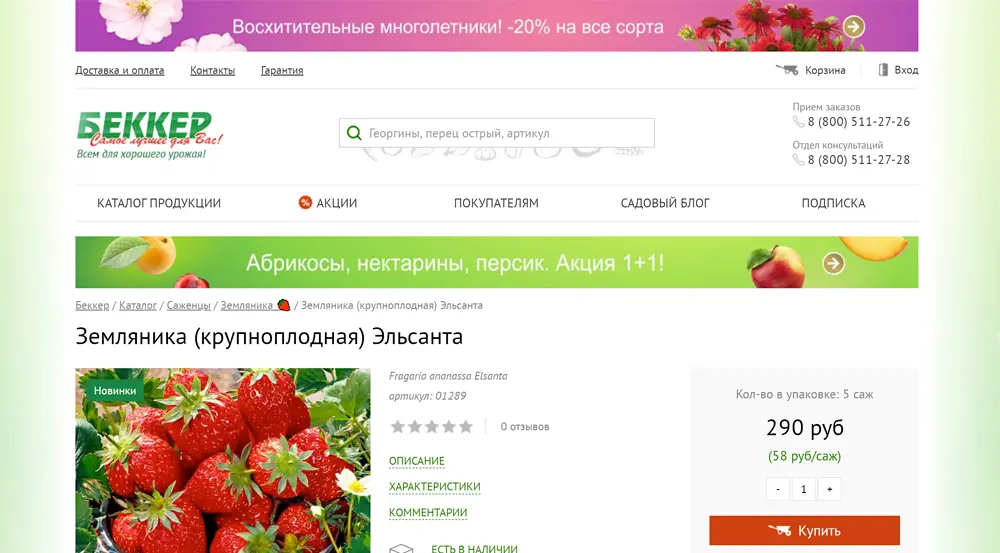 Восхитительные многолетники! -20% на все сорта
Доставка и оплата Контакты Гарантия Корзина Вход
БЕККЕР
Самое лучшее для Вас!
Всем для хорошего урожая!
Георгины, перец острый, артикул
Прием заказов
8 (800) 511-27-26
Отдел консультаций
8 (800) 511-27-28
КАТАЛОГ ПРОДУКЦИИ % АКЦИИ ПОКУПАТЕЛЯМ САДОВЫЙ БЛОГ ПОДПИСКА
Абрикосы, нектарины, персик. Акция 1+1!
Беккер / Каталог / Саженцы / Земляника / Земляника (крупноплодная) Эльсанта
Земляника (крупноплодная) Эльсанта
Новинки
Fragaria ananassa Elsanta
артикул: 01289
0 отзывов
ОПИСАНИЕ
ХАРАКТЕРИСТИКИ
КОММЕНТАРИИ
ЕСТЬ В НАЛИЧИИ
Кол-во в упаковке: 5 саж
290 руб
(58 руб/саж)
- 1 +
Купить